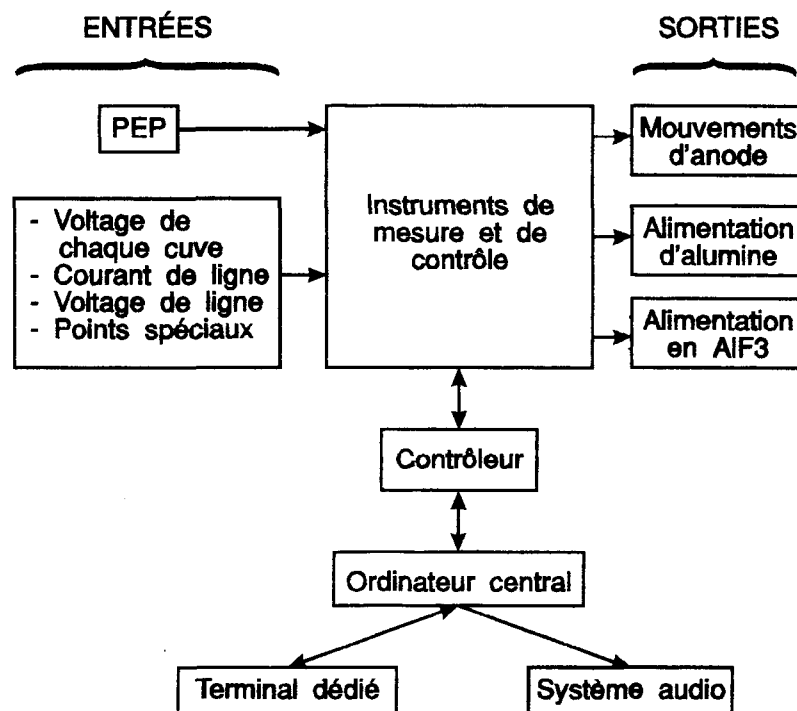 ENTRÉES
SORTIES
PEP
- Voltage de
chaque cuve
- Courant de ligne
- Voltage de ligne
- Points spéciaux
Instruments de
mesure et de
contrôle
Mouvements
d'anode
Alimentation
d'alumine
Alimentation
en AlF3
Contrôleur
Ordinateur central
Terminal dédié
Système audio